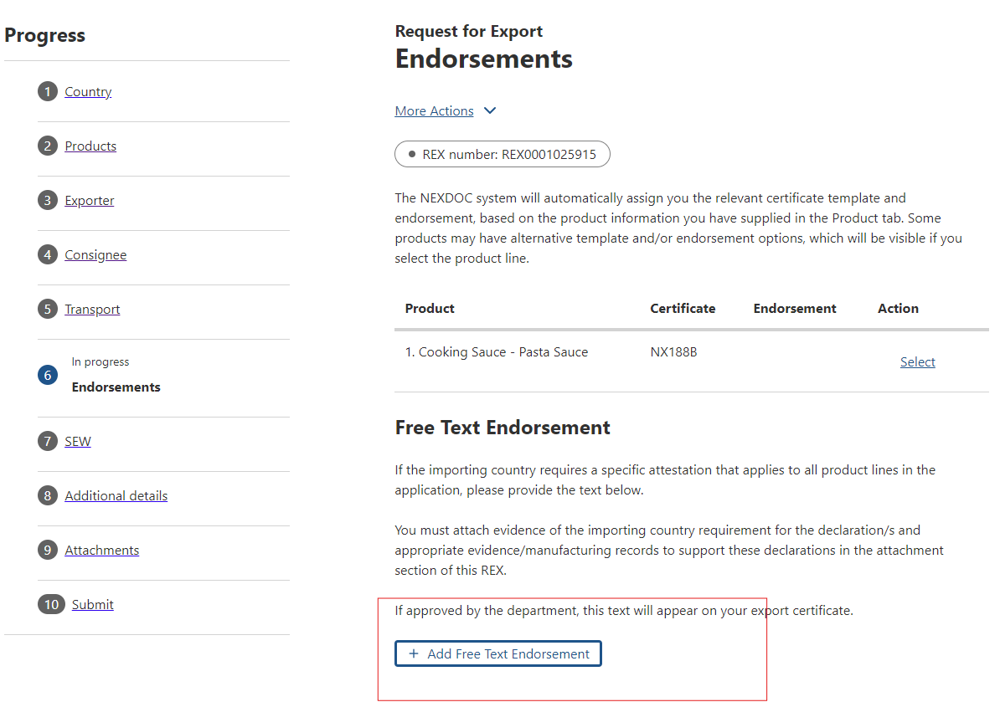 Progress
1 Country
2 Products
3 Exporter
4 Consignee
5 Transport
In progress
6 Endorsements
7 SEW
8 Additional details
9 Attachments
10 Submit
Request for Export
Endorsements
More Actions
REX number: REX0001025915
The NEXDOC system will automatically assign you the relevant certificate template and
endorsement, based on the product information you have supplied in the Product tab. Some
products may have alternative template and/or endorsement options, which will be visible if you
select the product line.
Product Certificate Endorsement Action
1. Cooking Sauce - Pasta Sauce NX188B
Select
Free Text Endorsement
If the importing country requires a specific attestation that applies to all product lines in the
application, please provide the text below.
You must attach evidence of the importing country requirement for the declaration/s and
appropriate evidence/manufacturing records to support these declarations in the attachment
section of this REX.
If approved by the department, this text will appear on your export certificate.
+ Add Free Text Endorsement